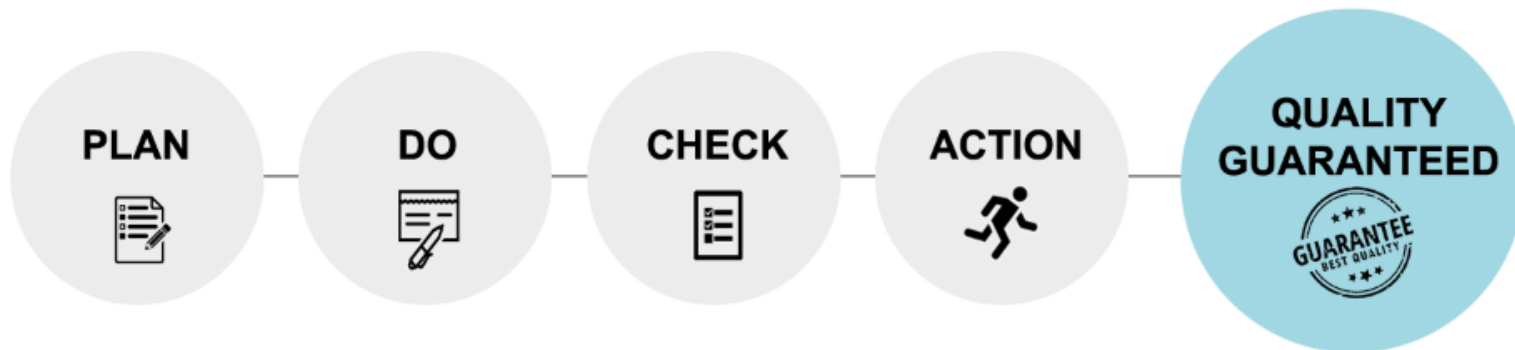 PLAN
DO
CHECK
ACTION
QUALITY
GUARANTEED
GUARANTEE
BEST QUALITY